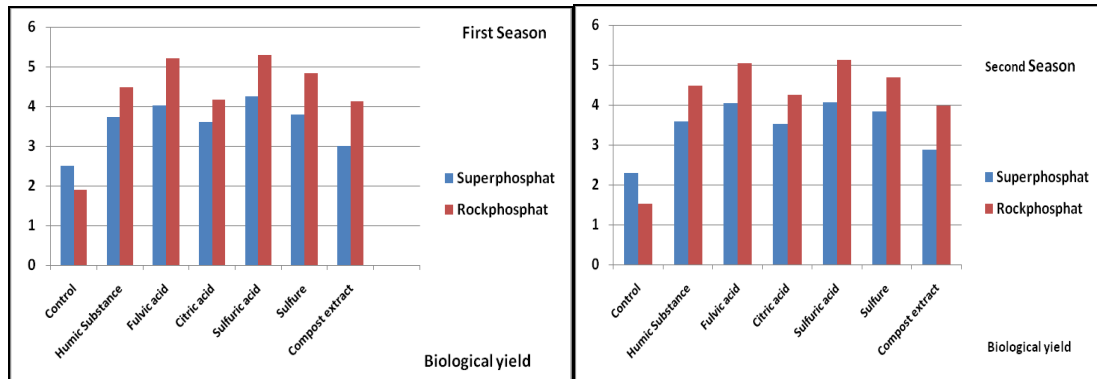 First Season
6
5
4
3
2
1
0
Superphosphat
Rockphosphat
Control
Humic Substance
Fulvic acid
Citric acid
Sulfuric acid
Sulfure
Compost extract
Biological yield
Second Season
6
5
4
3
2
1
0
Superphosphat
Rockphosphat
Control
Humic Substance
Fulvic acid
Citric acid
Sulfuric acid
Sulfure
Compost extract
Biological yield